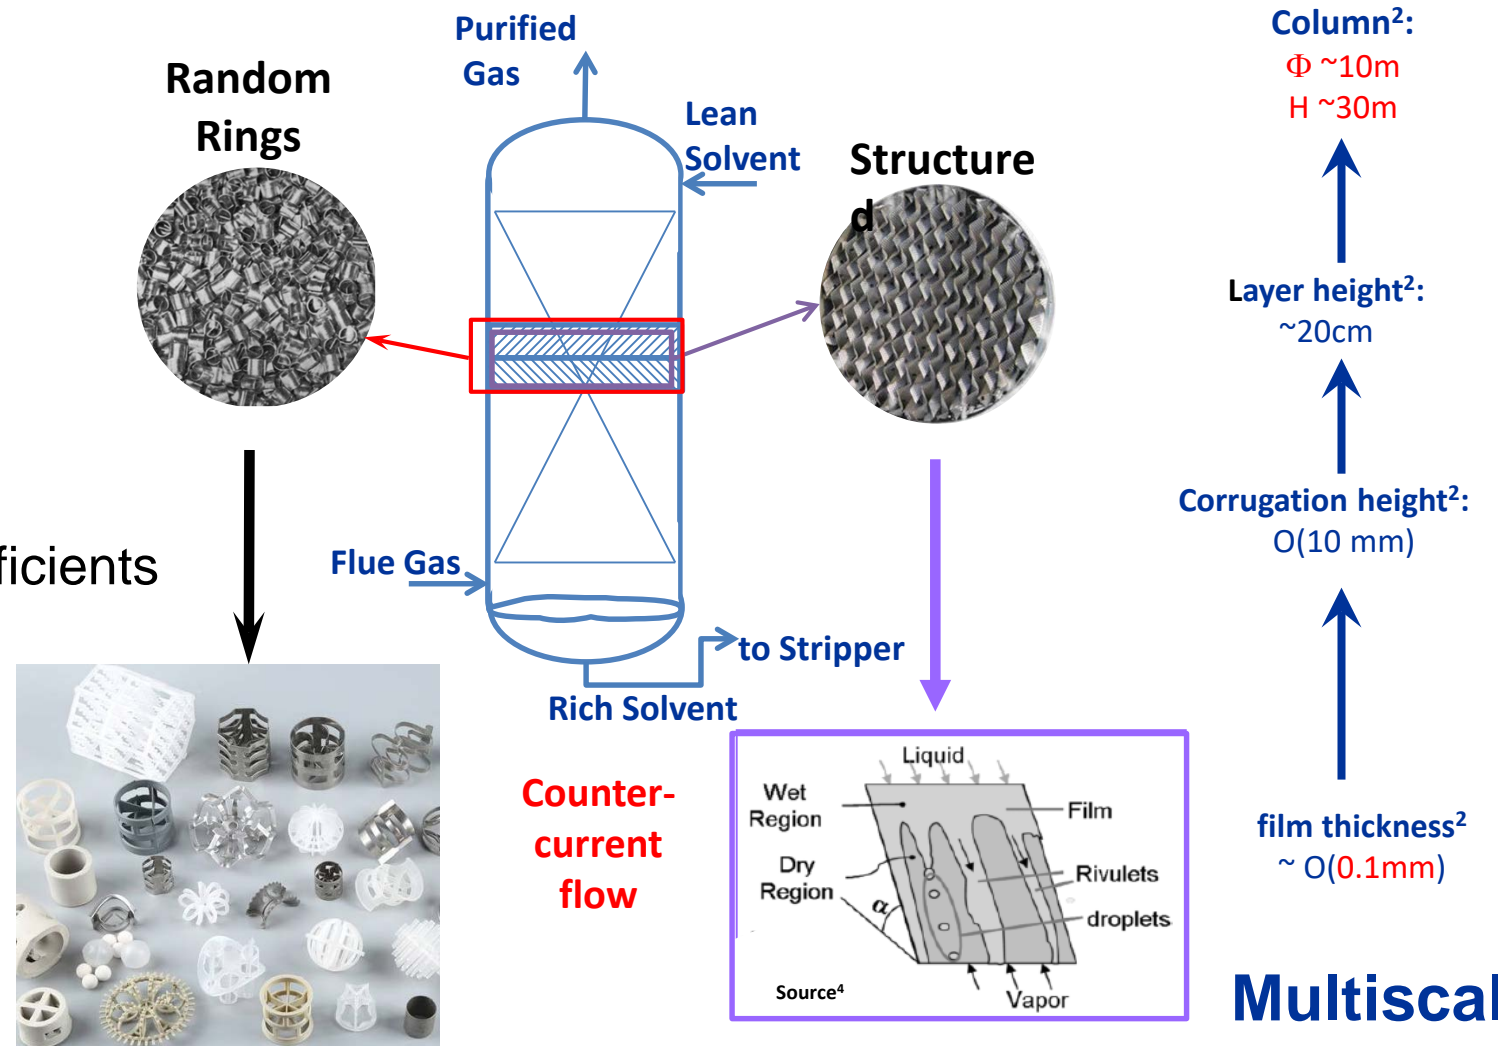 Purified
Gas
Random
Rings
Lean
Solvent
Structure
d
Flue Gas
to Stripper
Rich Solvent
ficients
Counter-
current
flow
Liquid
Wet
Region
Film
Dry
Region
α
Rivulets
droplets
Vapor
Source⁴
Column²:
Φ ~10m
H ~30m
Layer height²:
~20cm
Corrugation height²:
O(10 mm)
film thickness²
~ O(0.1mm)
Multiscal